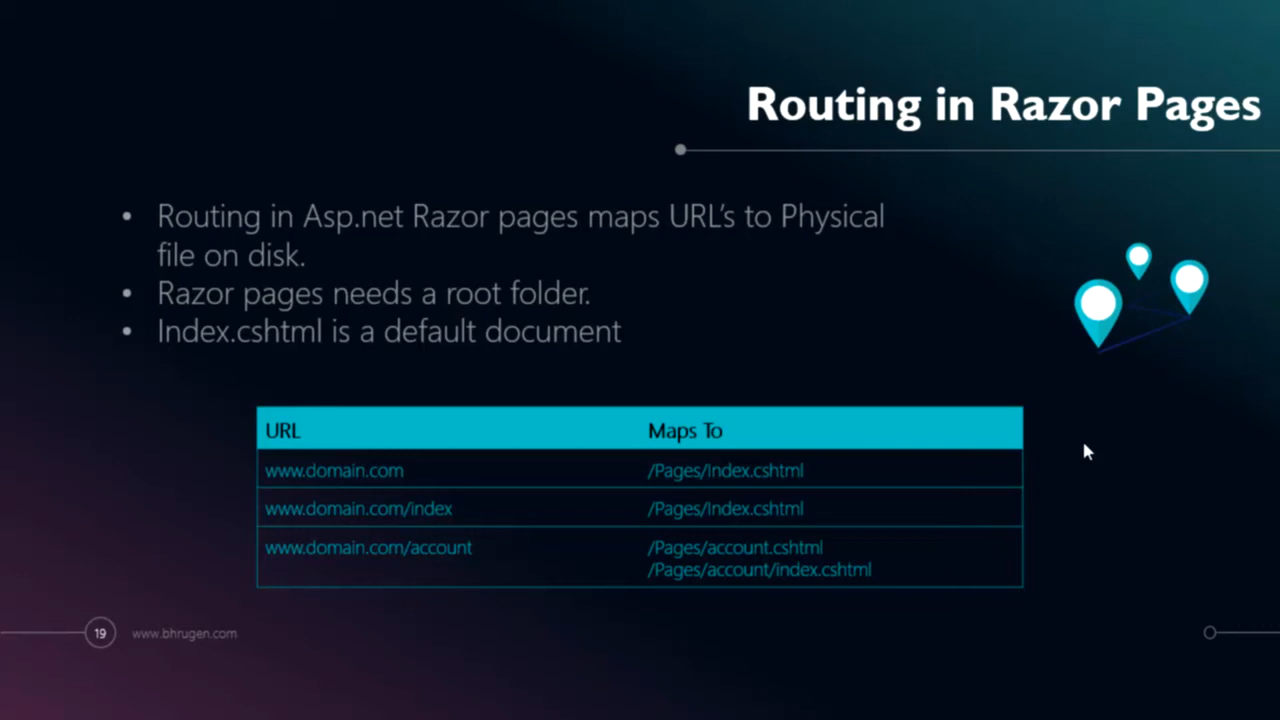 Routing in Razor Pages
• Routing in Asp.net Razor pages maps URL's to Physical
file on disk.
• Razor pages needs a root folder.
• Index.cshtml is a default document
URL Maps To
www.domain.com /Pages/Index.cshtml
www.domain.com/index /Pages/Index.cshtml
www.domain.com/account /Pages/account.cshtml
/Pages/account/index.cshtml
19 www.bhrugen.com